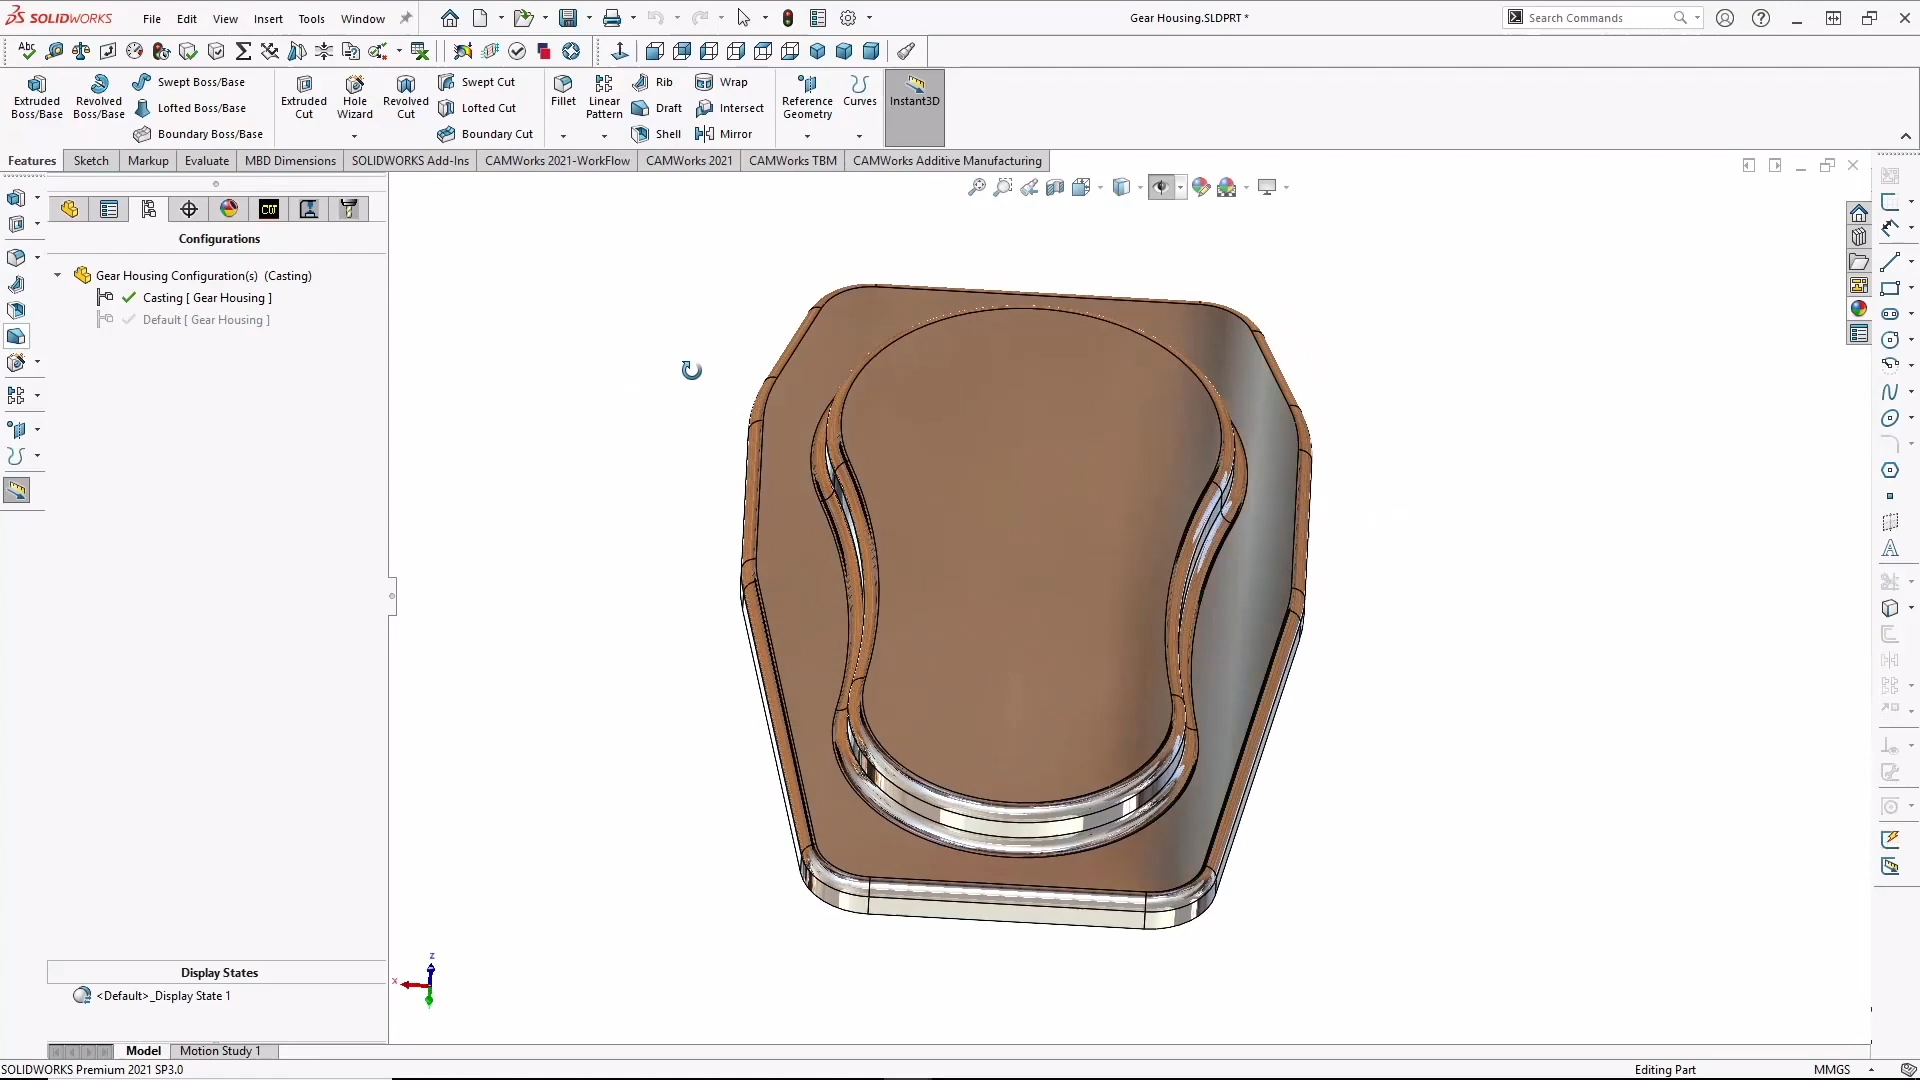 SOLIDWORKS File Edit View Insert Tools Window Gear Housing.SLDPRT * Search Commands
Abc
Extruded Boss/Base
Revolved Boss/Base
Swept Boss/Base
Lofted Boss/Base
Boundary Boss/Base
Extruded Cut
Hole Wizard
Revolved Cut
Swept Cut
Lofted Cut
Boundary Cut
Fillet
Linear Pattern
Rib
Draft
Shell
Wrap
Intersect
Mirror
Reference Geometry
Curves
Instant3D
Features Sketch Markup Evaluate MBD Dimensions SOLIDWORKS Add-Ins CAMWorks 2021-WorkFlow CAMWorks 2021 CAMWorks TBM CAMWorks Additive Manufacturing
CW
Configurations
Gear Housing Configuration(s) (Casting)
Casting [ Gear Housing ]
Default [ Gear Housing ]
z
x
Display States
<Default>_Display State 1
Model Motion Study 1
SOLIDWORKS Premium 2021 SP3.0 Editing Part MMGS